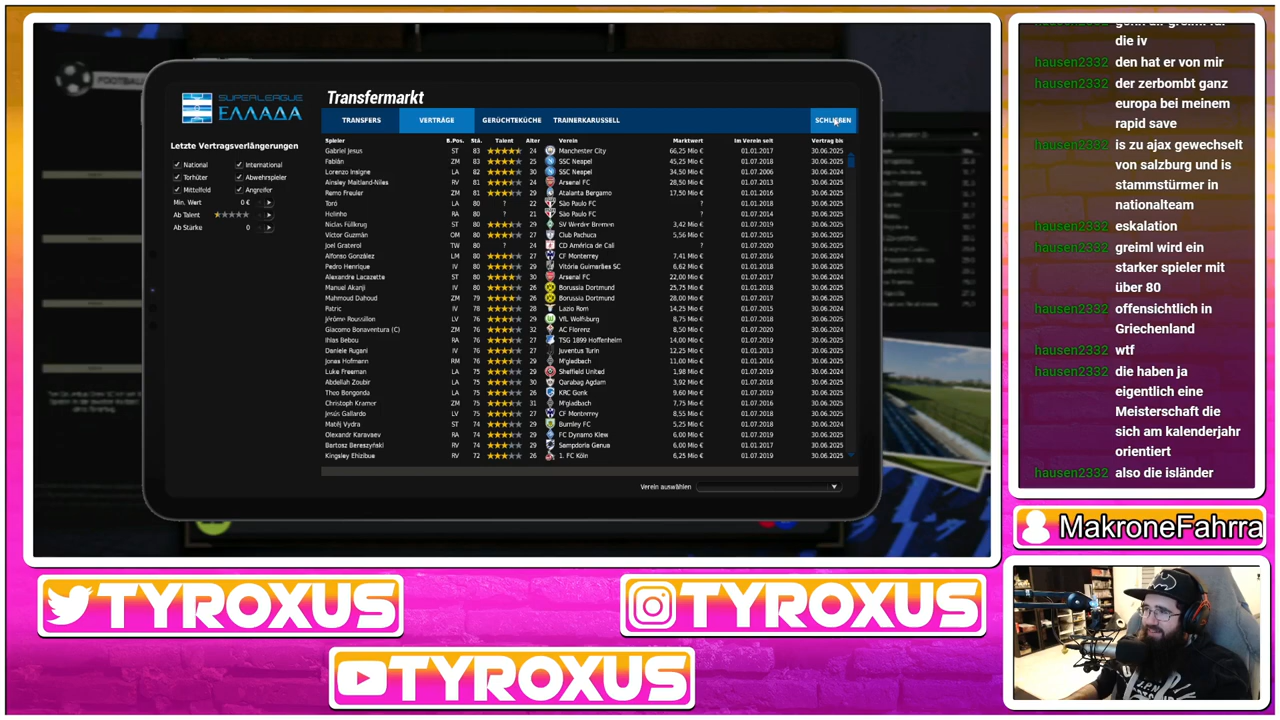 FOOTBALL
SUPERLEAGUE
ΕΛΛΑΔΑ
Transfermarkt
TRANSFERS VERTRÄGE GERÜCHTEKÜCHE TRAINERKARUSSELL SCHLIEßEN
Letzte Vertragsverlängerungen
National International
Torhüter Abwehrspieler
Mittelfeld Angreifer
Min. Wert 0 €
Ab Talent
Ab Stärke 0
Spieler B.Pos. Stä. Talent Alter Verein Marktwert Im Verein seit Vertrag bis
Gabriel Jesus ST 83 24 Manchester City 66,25 Mio € 01.01.2017 30.06.2025
Fabián ZM 83 25 SSC Neapel 45,25 Mio € 01.07.2018 30.06.2025
Lorenzo Insigne LA 82 30 SSC Neapel 34,50 Mio € 01.07.2006 30.06.2024
Ainsley Maitland-Niles RV 81 24 Arsenal FC 28,50 Mio € 01.07.2013 30.06.2025
Remo Freuler ZM 81 29 Atalanta Bergamo 17,50 Mio € 01.01.2016 30.06.2025
Toró LA 80 ? 22 São Paulo FC ? 01.07.2018 30.06.2025
Helinho RA 80 ? 21 São Paulo FC ? 01.07.2014 30.06.2025
Niclas Füllkrug ST 80 29 SV Werder Bremen 3,42 Mio € 01.07.2019 30.06.2025
Víctor Guzmán OM 80 27 Club Pachuca 5,56 Mio € 01.07.2015 30.06.2025
Joel Graterol TW 80 ? 24 CD América de Cali ? 01.07.2020 30.06.2025
Alfonso González LM 80 27 CF Monterrey 7,41 Mio € 01.07.2016 30.06.2024
Pedro Henrique IV 80 29 Vitória Guimarães SC 6,62 Mio € 01.07.2018 30.06.2025
Alexandre Lacazette ST 80 30 Arsenal FC 22,00 Mio € 01.07.2017 30.06.2024
Manuel Akanji IV 80 26 Borussia Dortmund 25,75 Mio € 01.01.2018 30.06.2025
Mahmoud Dahoud ZM 79 26 Borussia Dortmund 28,00 Mio € 01.07.2017 30.06.2025
Patric IV 78 28 Lazio Rom 14,25 Mio € 01.07.2015 30.06.2024
Jérôme Roussillon LV 76 29 VfL Wolfsburg 8,75 Mio € 01.07.2018 30.06.2025
Giacomo Bonaventura (C) ZM 76 32 AC Florenz 8,50 Mio € 01.07.2020 30.06.2024
Ihlas Bebou RA 76 27 TSG 1899 Hoffenheim 14,00 Mio € 01.07.2019 30.06.2025
Daniele Rugani IV 76 27 Juventus Turin 12,25 Mio € 01.01.2013 30.06.2025
Jonas Hofmann RM 76 29 M'gladbach 11,00 Mio € 01.01.2016 30.06.2025
Luke Freeman LA 75 29 Sheffield United 1,98 Mio € 01.07.2019 30.06.2024
Abdellah Zoubir LA 75 30 Qarabag Agdam 3,92 Mio € 01.07.2018 30.06.2025
Theo Bongonda LA 75 26 KRC Genk 9,60 Mio € 01.07.2019 30.06.2025
Christoph Kramer ZM 75 31 M'gladbach 7,75 Mio € 01.07.2016 30.06.2025
Jesús Gallardo LV 75 27 CF Monterrey 8,55 Mio € 01.07.2018 30.06.2025
Matěj Vydra ST 74 29 Burnley FC 5,25 Mio € 01.07.2018 30.06.2024
Olexandr Karavaev RA 74 29 FC Dynamo Kiew 6,00 Mio € 01.07.2019 30.06.2025
Bartosz Bereszyński RV 74 29 Sampdoria Genua 6,00 Mio € 01.01.2017 30.06.2025
Kingsley Ehizibue RV 72 26 1. FC Köln 6,25 Mio € 01.07.2019 30.06.2025
Verein auswählen
die iv
hausen2332 den hat er von mir
hausen2332 der zerbombt ganz
europa bei meinem
rapid save
hausen2332 is zu ajax gewechselt
von salzburg und is
stammstürmer in
nationalteam
hausen2332 eskalation
hausen2332 greiml wird ein
starker spieler mit
über 80
hausen2332 offensichtlich in
Griechenland
hausen2332 wtf
hausen2332 die haben ja
eigentlich eine
Meisterschaft die
sich am kalenderjahr
orientiert
hausen2332 also die isländer
MakroneFahrra
TYROXUS
TYROXUS
TYROXUS